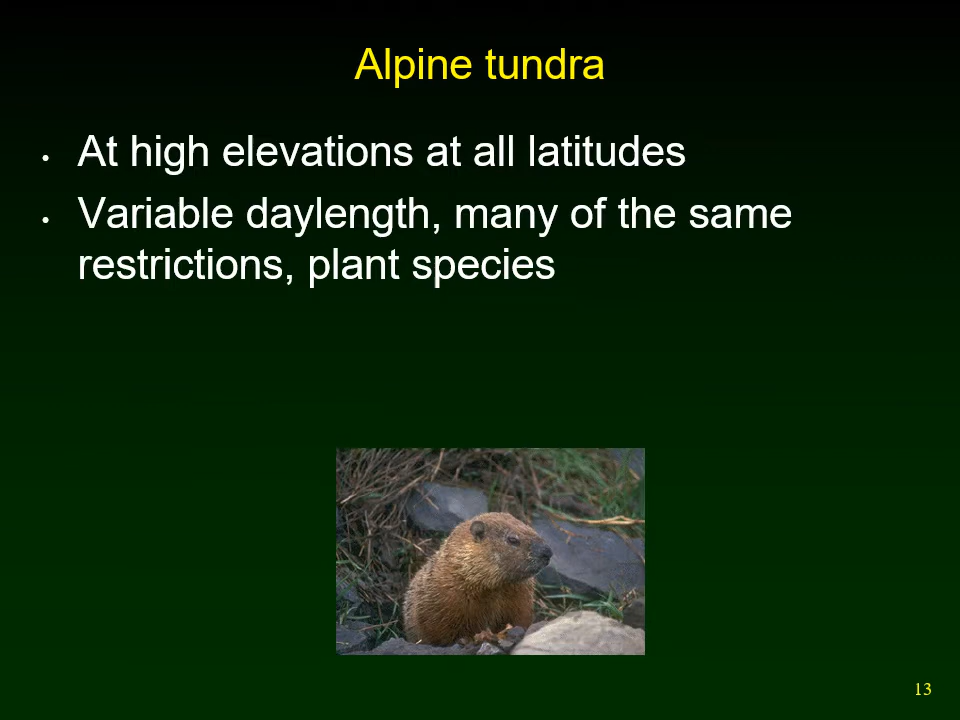 Alpine tundra
• At high elevations at all latitudes
• Variable daylength, many of the same
restrictions, plant species
13